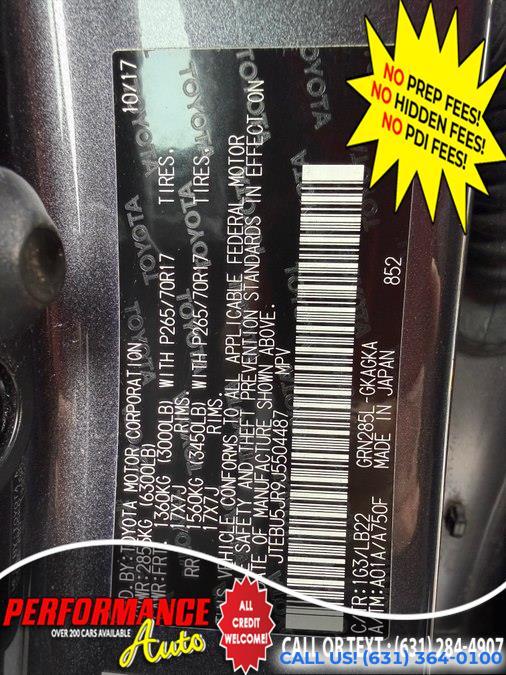 NO PREP FEES!
NO HIDDEN FEES!
NO PDI FEES!
TOYOTA MOTOR CORPORATION 10/17
2855KG (6300LB)
1360KG (3000LB) WITH P265/70R17 TIRES,
17X7J RIMS,
RR 1560KG (3450LB) WITH P265/70R17 TIRES,
17X7J RIMS,
VEHICLE CONFORMS TO ALL APPLICABLE FEDERAL MOTOR
SAFETY AND THEFT PREVENTION STANDARDS IN EFFECT ON
OF MANUFACTURE SHOWN ABOVE.
JTEBU5JR9J5504487 MPV
852
C/TR: 1G3/LB22 GRN285L-GKAGKA
A/TM: A01A/A750F MADE IN JAPAN
TOYOTA
PERFORMANCE
Auto
OVER 200 CARS AVAILABLE
ALL CREDIT WELCOME!
CALL OR TEXT: (631) 284-4907
CALL US! (631) 364-0100